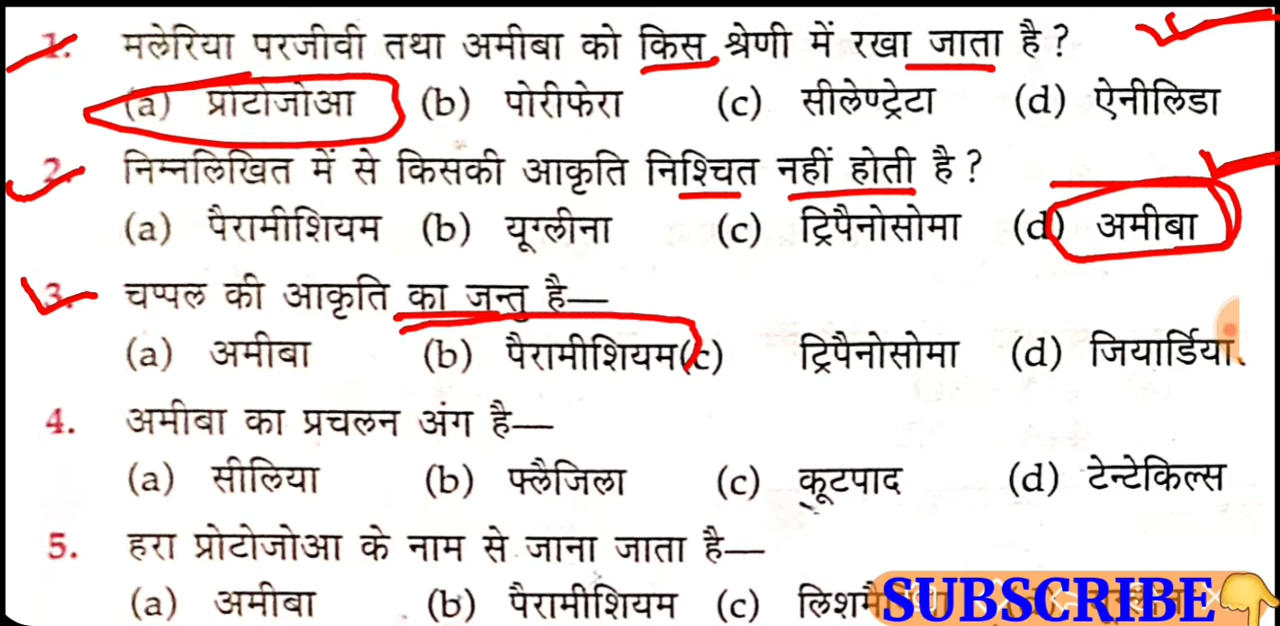 1. मलेरिया परजीवी तथा अमीबा को किस श्रेणी में रखा जाता है ?
(a) प्रोटोजोआ (b) पोरीफेरा (c) सीलेण्ट्रेटा (d) ऐनीलिडा
2. निम्नलिखित में से किसकी आकृति निश्चित नहीं होती है ?
(a) पैरामीशियम (b) यूग्लीना (c) ट्रिपैनोसोमा (d) अमीबा
3. चप्पल की आकृति का जन्तु है—
(a) अमीबा (b) पैरामीशियम (c) ट्रिपैनोसोमा (d) जियार्डिया.
4. अमीबा का प्रचलन अंग है—
(a) सीलिया (b) फ्लैजिला (c) कूटपाद (d) टेन्टेकिल्स
5. हरा प्रोटोजोआ के नाम से जाना जाता है—
(a) अमीबा (b) पैरामीशियम (c)
SUBSCRIBE